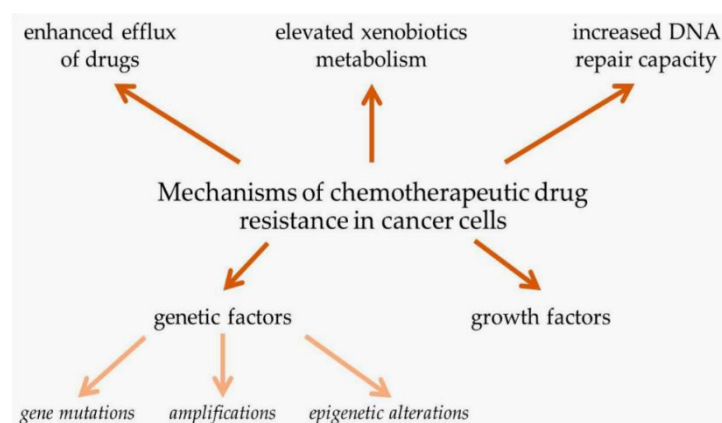 enhanced efflux
of drugs
elevated xenobiotics
metabolism
increased DNA
repair capacity
Mechanisms of chemotherapeutic drug
resistance in cancer cells
genetic factors
growth factors
gene mutations
amplifications
epigenetic alterations